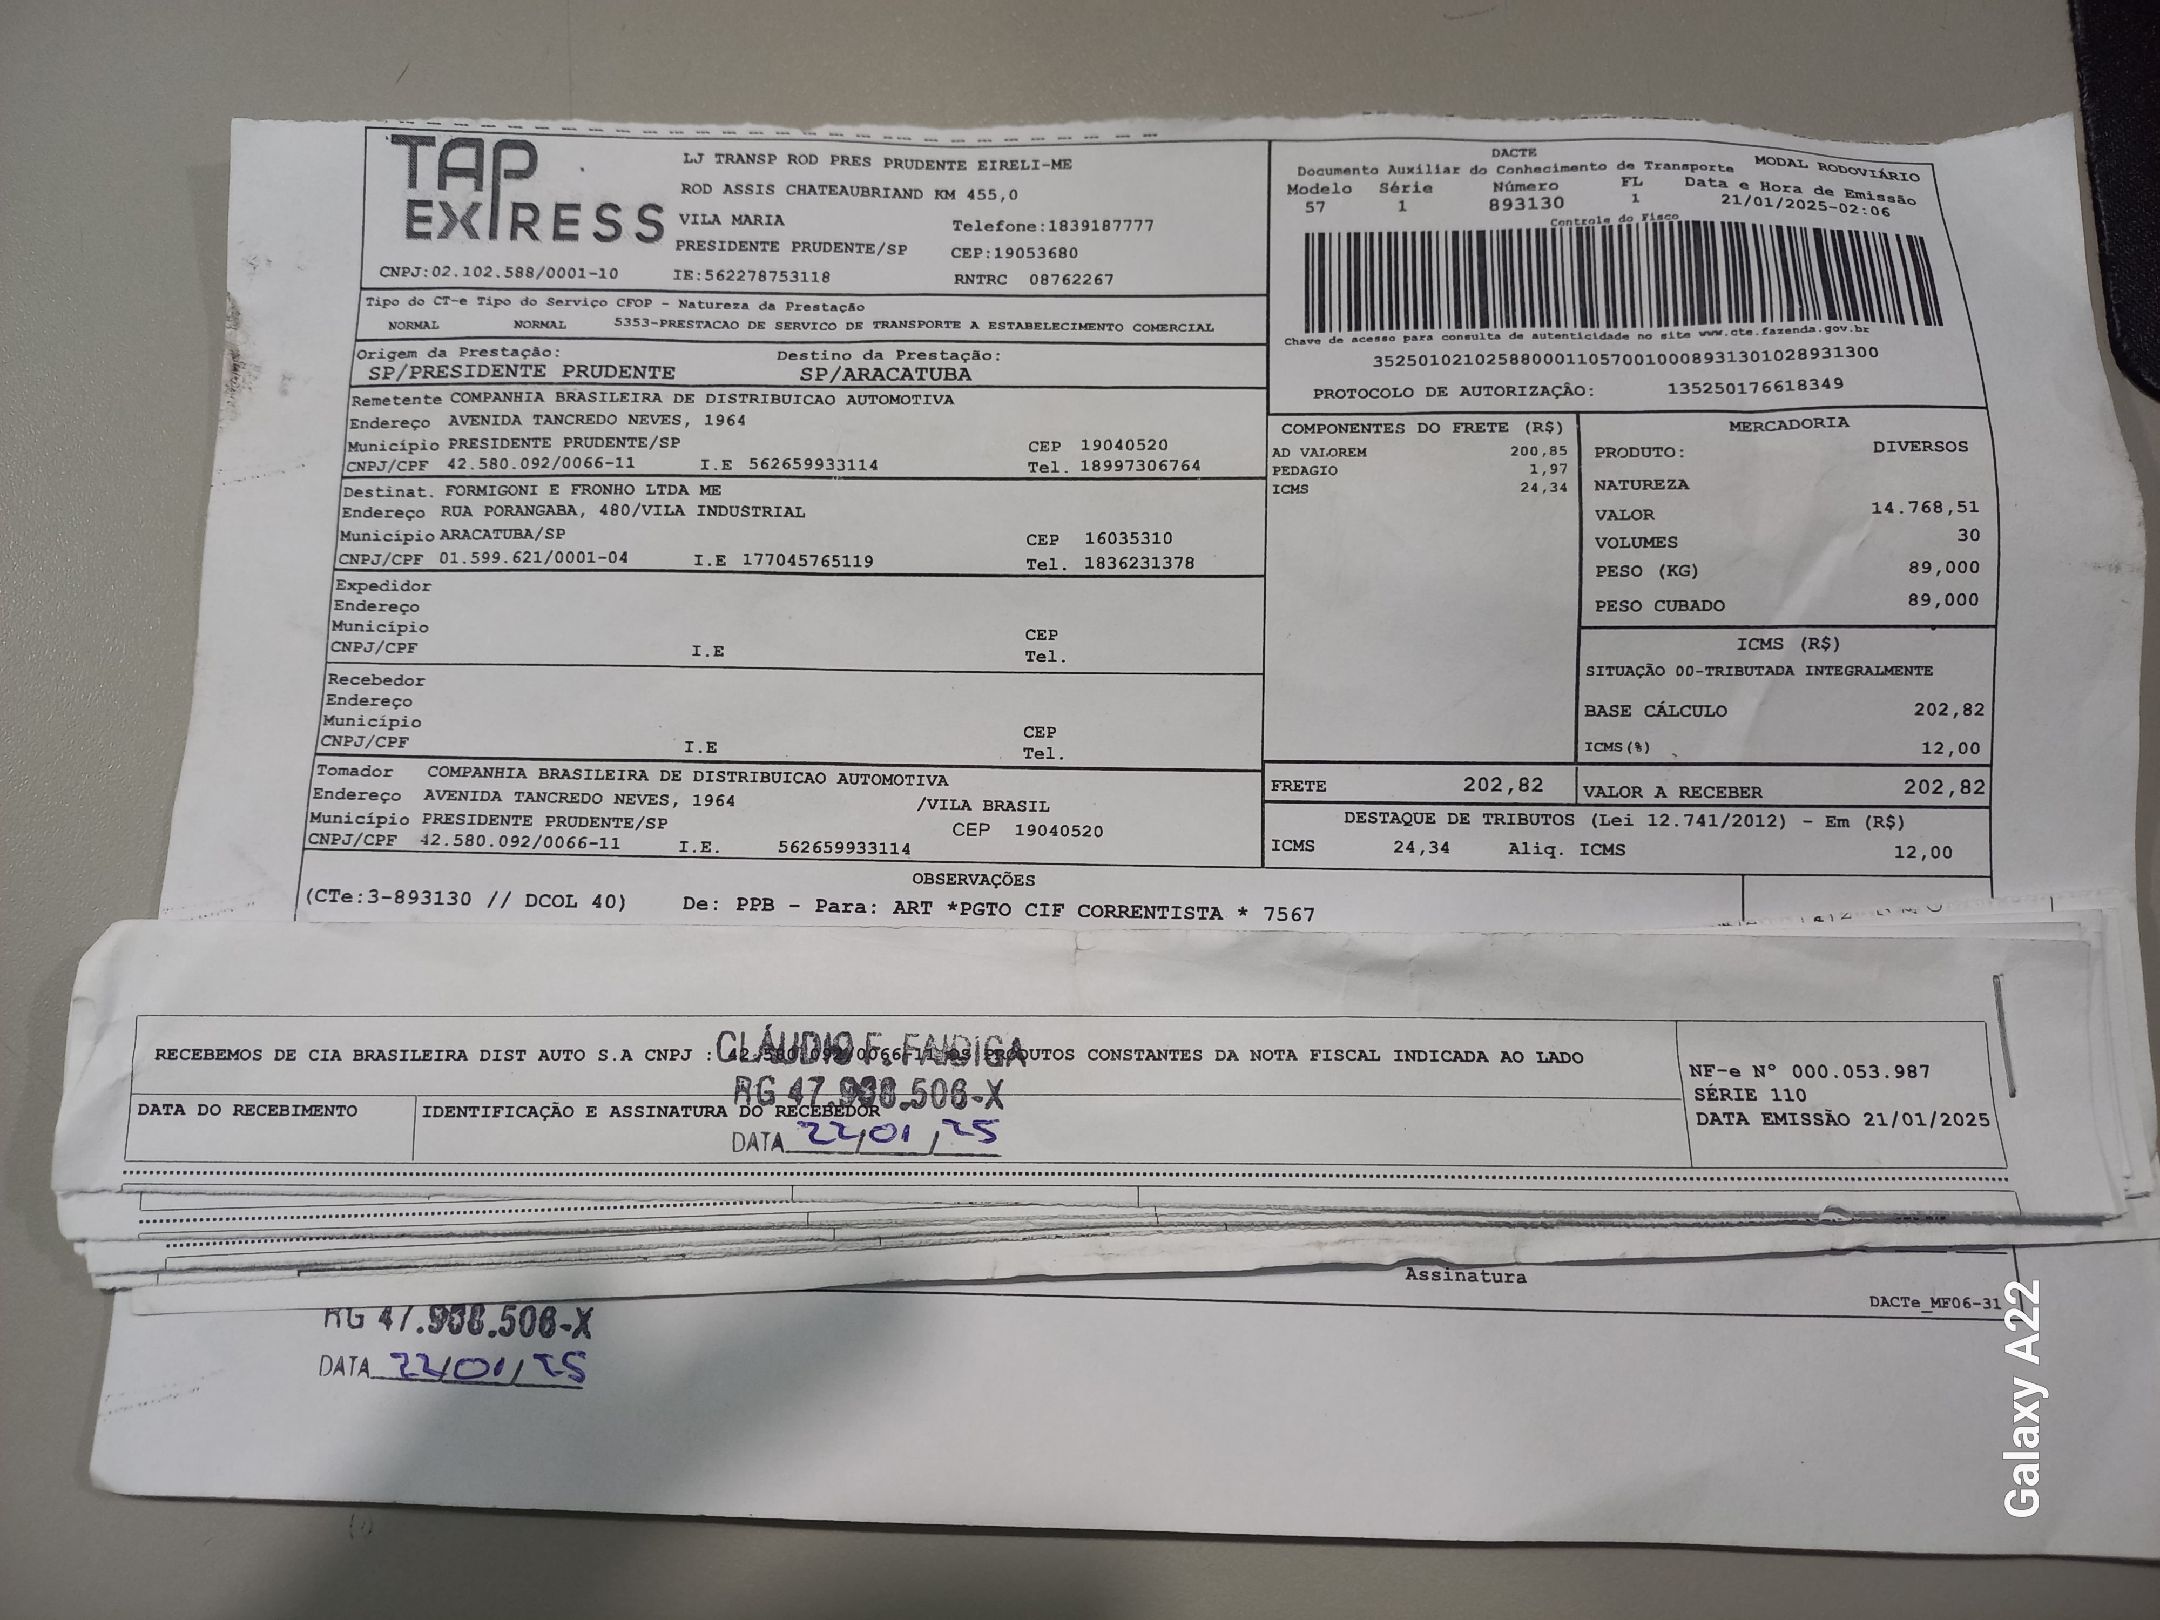 TAP
EXPRESS
LJ TRANSP ROD PRES PRUDENTE EIRELI-ME
ROD ASSIS CHATEAUBRIAND KM 455,0
VILA MARIA Telefone:1839187777
PRESIDENTE PRUDENTE/SP CEP:19053680
CNPJ:02.102.588/0001-10 IE:562278753118 RNTRC 08762267
DACTE
Documento Auxiliar do Conhecimento de Transporte MODAL RODOVIÁRIO
Modelo Série Número FL Data e Hora de Emissão
57 1 893130 1 21/01/2025-02:06
Controle do Fisco
Chave de acesso para consulta de autenticidade no site www.cte.fazenda.gov.br
35250102102588000110570010008931301028931300
PROTOCOLO DE AUTORIZAÇÃO: 135250176618349
Tipo do CT-e Tipo do Serviço CFOP - Natureza da Prestação
NORMAL NORMAL 5353-PRESTACAO DE SERVICO DE TRANSPORTE A ESTABELECIMENTO COMERCIAL
Origem da Prestação: Destino da Prestação:
SP/PRESIDENTE PRUDENTE SP/ARACATUBA
Remetente COMPANHIA BRASILEIRA DE DISTRIBUICAO AUTOMOTIVA
Endereço AVENIDA TANCREDO NEVES, 1964
Município PRESIDENTE PRUDENTE/SP CEP 19040520
CNPJ/CPF 42.580.092/0066-11 I.E 562659933114 Tel. 18997306764
Destinat. FORMIGONI E FRONHO LTDA ME
Endereço RUA PORANGABA, 480/VILA INDUSTRIAL
Município ARACATUBA/SP CEP 16035310
CNPJ/CPF 01.599.621/0001-04 I.E 177045765119 Tel. 1836231378
Expedidor
Endereço
Município CEP
CNPJ/CPF I.E Tel.
Recebedor
Endereço
Município CEP
CNPJ/CPF I.E Tel.
Tomador COMPANHIA BRASILEIRA DE DISTRIBUICAO AUTOMOTIVA
Endereço AVENIDA TANCREDO NEVES, 1964 /VILA BRASIL
Município PRESIDENTE PRUDENTE/SP CEP 19040520
CNPJ/CPF 42.580.092/0066-11 I.E. 562659933114
COMPONENTES DO FRETE (R$)
AD VALOREM 200,85
PEDAGIO 1,97
ICMS 24,34
MERCADORIA
PRODUTO: DIVERSOS
NATUREZA
VALOR 14.768,51
VOLUMES 30
PESO (KG) 89,000
PESO CUBADO 89,000
ICMS (R$)
SITUAÇÃO 00-TRIBUTADA INTEGRALMENTE
BASE CÁLCULO 202,82
ICMS(%) 12,00
FRETE 202,82 VALOR A RECEBER 202,82
DESTAQUE DE TRIBUTOS (Lei 12.741/2012) - Em (R$)
ICMS 24,34 Aliq. ICMS 12,00
OBSERVAÇÕES
(CTe:3-893130 // DCOL 40) De: PPB - Para: ART *PGTO CIF CORRENTISTA * 7567
RECEBEMOS DE CIA BRASILEIRA DIST AUTO S.A CNPJ : 42.580.092/0066-11 OS PRODUTOS CONSTANTES DA NOTA FISCAL INDICADA AO LADO
CLÁUDIO F. FAIDIGA
RG 47.998.506-X
DATA 22/01/25
DATA DO RECEBIMENTO IDENTIFICAÇÃO E ASSINATURA DO RECEBEDOR
NF-e Nº 000.053.987
SÉRIE 110
DATA EMISSÃO 21/01/2025
Assinatura
DACTe_MF06-31
RG 47.998.506-X
DATA 22/01/25
Galaxy A22